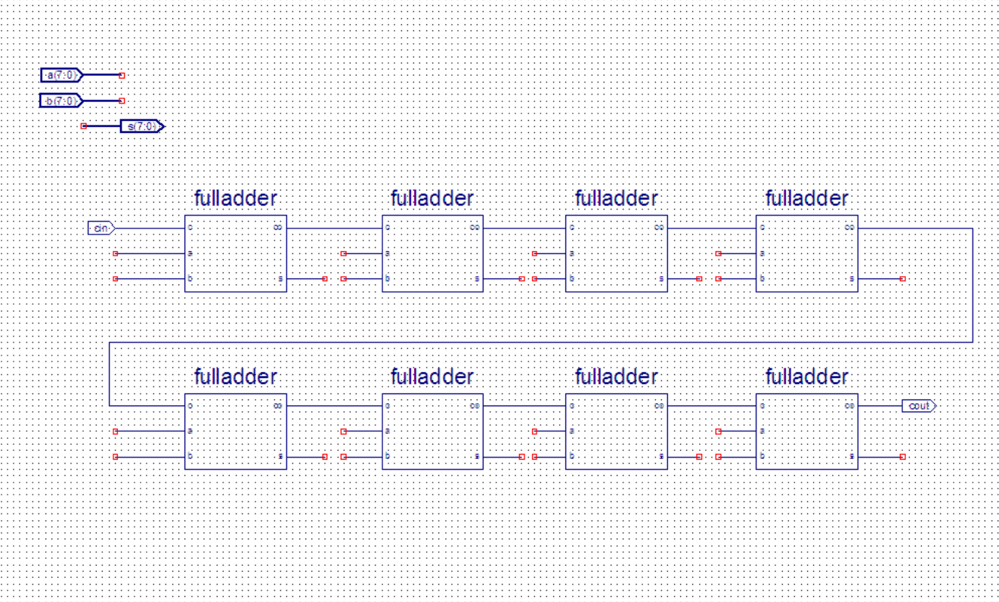 a(7:0)
b(7:0)
s(7:0)
fulladder fulladder fulladder fulladder
cin c co c co c co c co
a a a a
b s b s b s b s
fulladder fulladder fulladder fulladder
c co c co c co c co cout
a a a a
b s b s b s b s